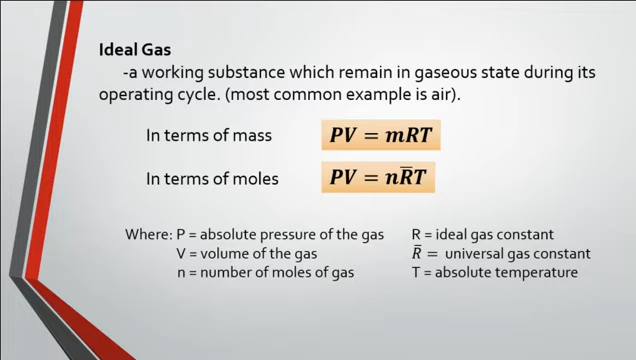 Ideal Gas
-a working substance which remain in gaseous state during its
operating cycle. (most common example is air).
In terms of mass PV = mRT
In terms of moles PV = nR̅T
Where: P = absolute pressure of the gas R = ideal gas constant
V = volume of the gas R̅ = universal gas constant
n = number of moles of gas T = absolute temperature